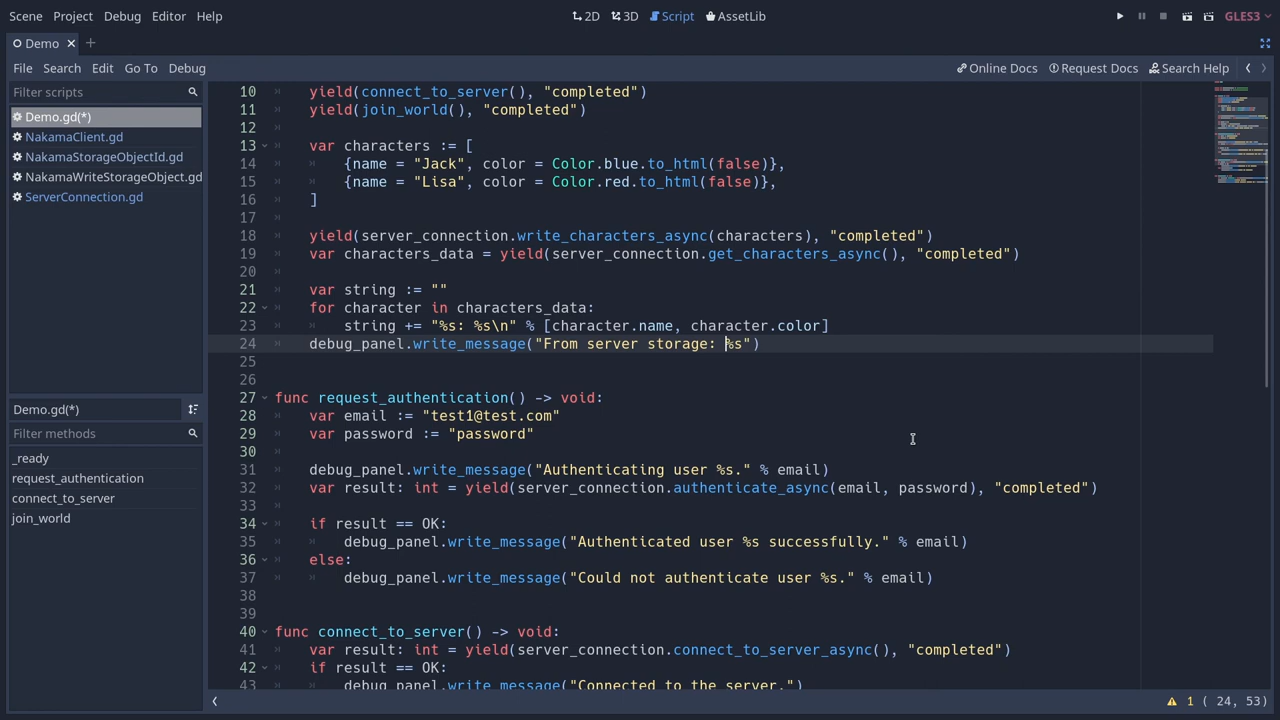 Scene Project Debug Editor Help 2D 3D Script AssetLib GLES3
Demo
File Search Edit Go To Debug Online Docs Request Docs Search Help
Filter scripts
Demo.gd(*)
NakamaClient.gd
NakamaStorageObjectId.gd
NakamaWriteStorageObject.gd
ServerConnection.gd
Demo.gd(*)
Filter methods
_ready
request_authentication
connect_to_server
join_world
10 yield(connect_to_server(), "completed")
11 yield(join_world(), "completed")
12
13 var characters := [
14 {name = "Jack", color = Color.blue.to_html(false)},
15 {name = "Lisa", color = Color.red.to_html(false)},
16 ]
17
18 yield(server_connection.write_characters_async(characters), "completed")
19 var characters_data = yield(server_connection.get_characters_async(), "completed")
20
21 var string := ""
22 for character in characters_data:
23 string += "%s: %s\n" % [character.name, character.color]
24 debug_panel.write_message("From server storage: %s")
25
26
27 func request_authentication() -> void:
28 var email := "test1@test.com"
29 var password := "password"
30
31 debug_panel.write_message("Authenticating user %s." % email)
32 var result: int = yield(server_connection.authenticate_async(email, password), "completed")
33
34 if result == OK:
35 debug_panel.write_message("Authenticated user %s successfully." % email)
36 else:
37 debug_panel.write_message("Could not authenticate user %s." % email)
38
39
40 func connect_to_server() -> void:
41 var result: int = yield(server_connection.connect_to_server_async(), "completed")
42 if result == OK:
43 debug_panel.write_message("Connected to the server.")
1 ( 24, 53)